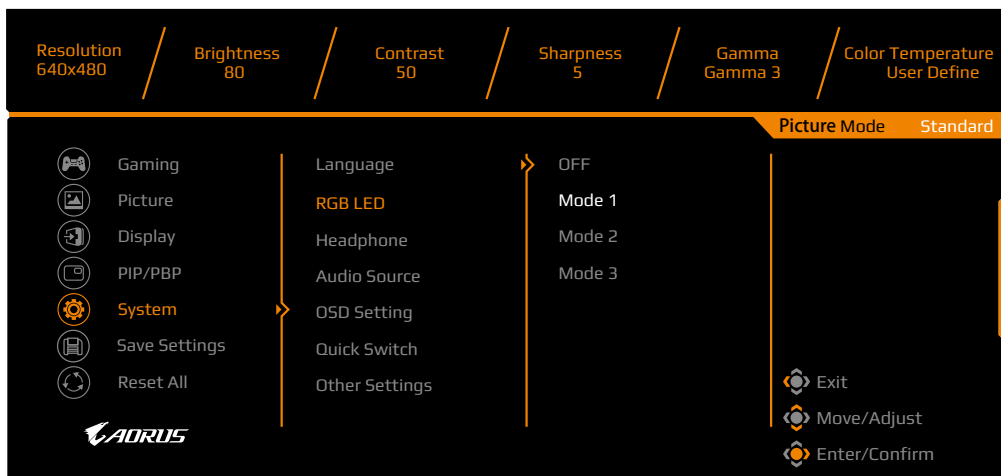 Resolution
640x480
Brightness
80
Contrast
50
Sharpness
5
Gamma
Gamma 3
Color Temperature
User Define
Picture Mode Standard
Gaming
Picture
Display
PIP/PBP
System
Save Settings
Reset All
Language
RGB LED
Headphone
Audio Source
OSD Setting
Quick Switch
Other Settings
OFF
Mode 1
Mode 2
Mode 3
Exit
Move/Adjust
Enter/Confirm
AORUS